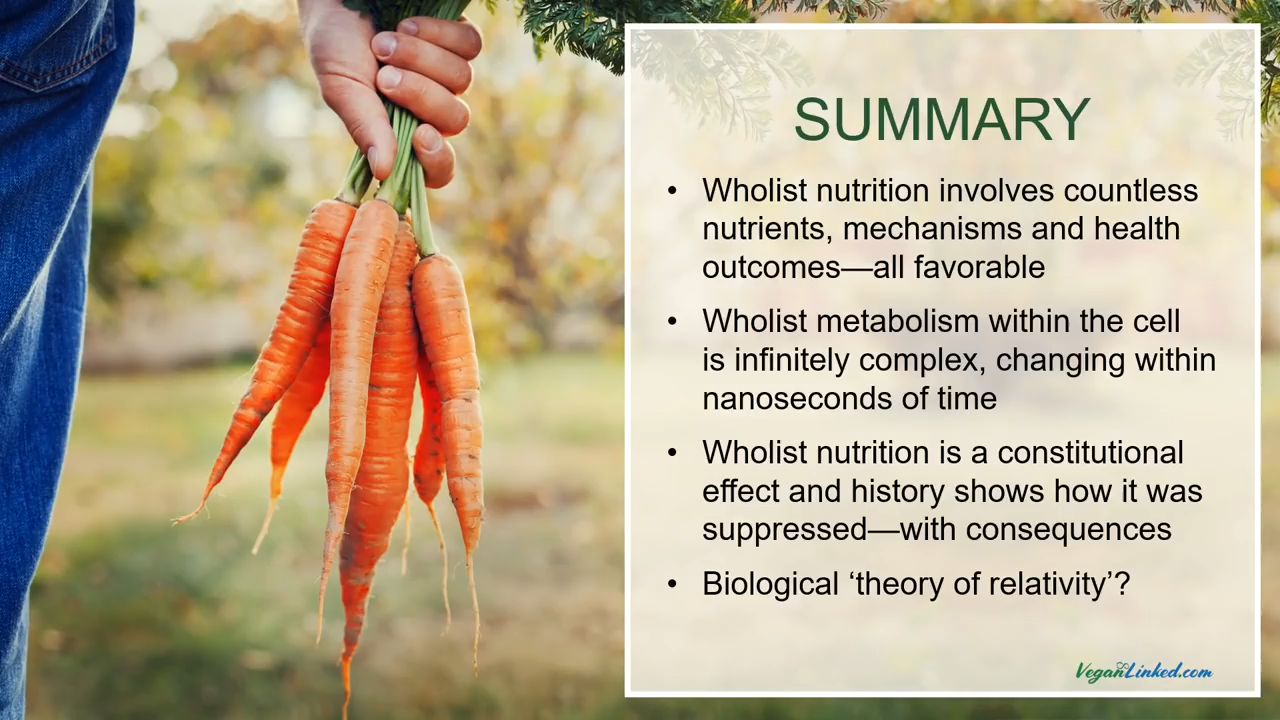 SUMMARY
• Wholist nutrition involves countless
nutrients, mechanisms and health
outcomes—all favorable
• Wholist metabolism within the cell
is infinitely complex, changing within
nanoseconds of time
• Wholist nutrition is a constitutional
effect and history shows how it was
suppressed—with consequences
• Biological ‘theory of relativity’?
VeganLinked.com